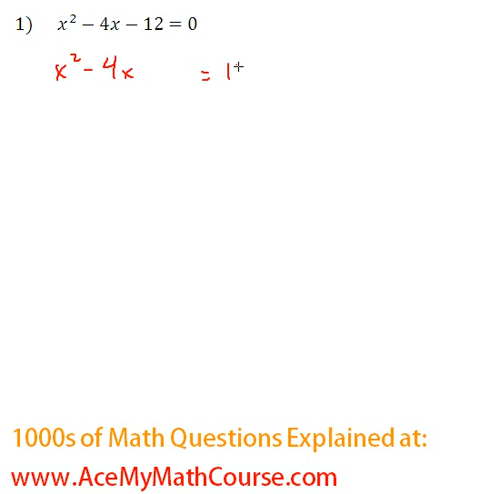 1) x² − 4x − 12 = 0
x² - 4x = 1
1000s of Math Questions Explained at:
www.AceMyMathCourse.com